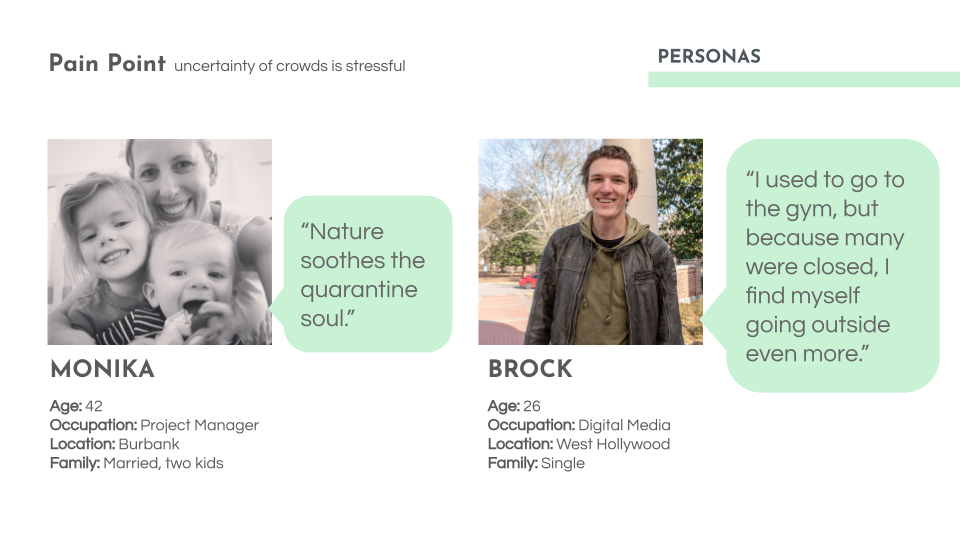 Pain Point uncertainty of crowds is stressful
PERSONAS
“Nature
soothes the
quarantine
soul.”
MONIKA
Age: 42
Occupation: Project Manager
Location: Burbank
Family: Married, two kids
“I used to go to
the gym, but
because many
were closed, I
find myself
going outside
even more.”
BROCK
Age: 26
Occupation: Digital Media
Location: West Hollywood
Family: Single